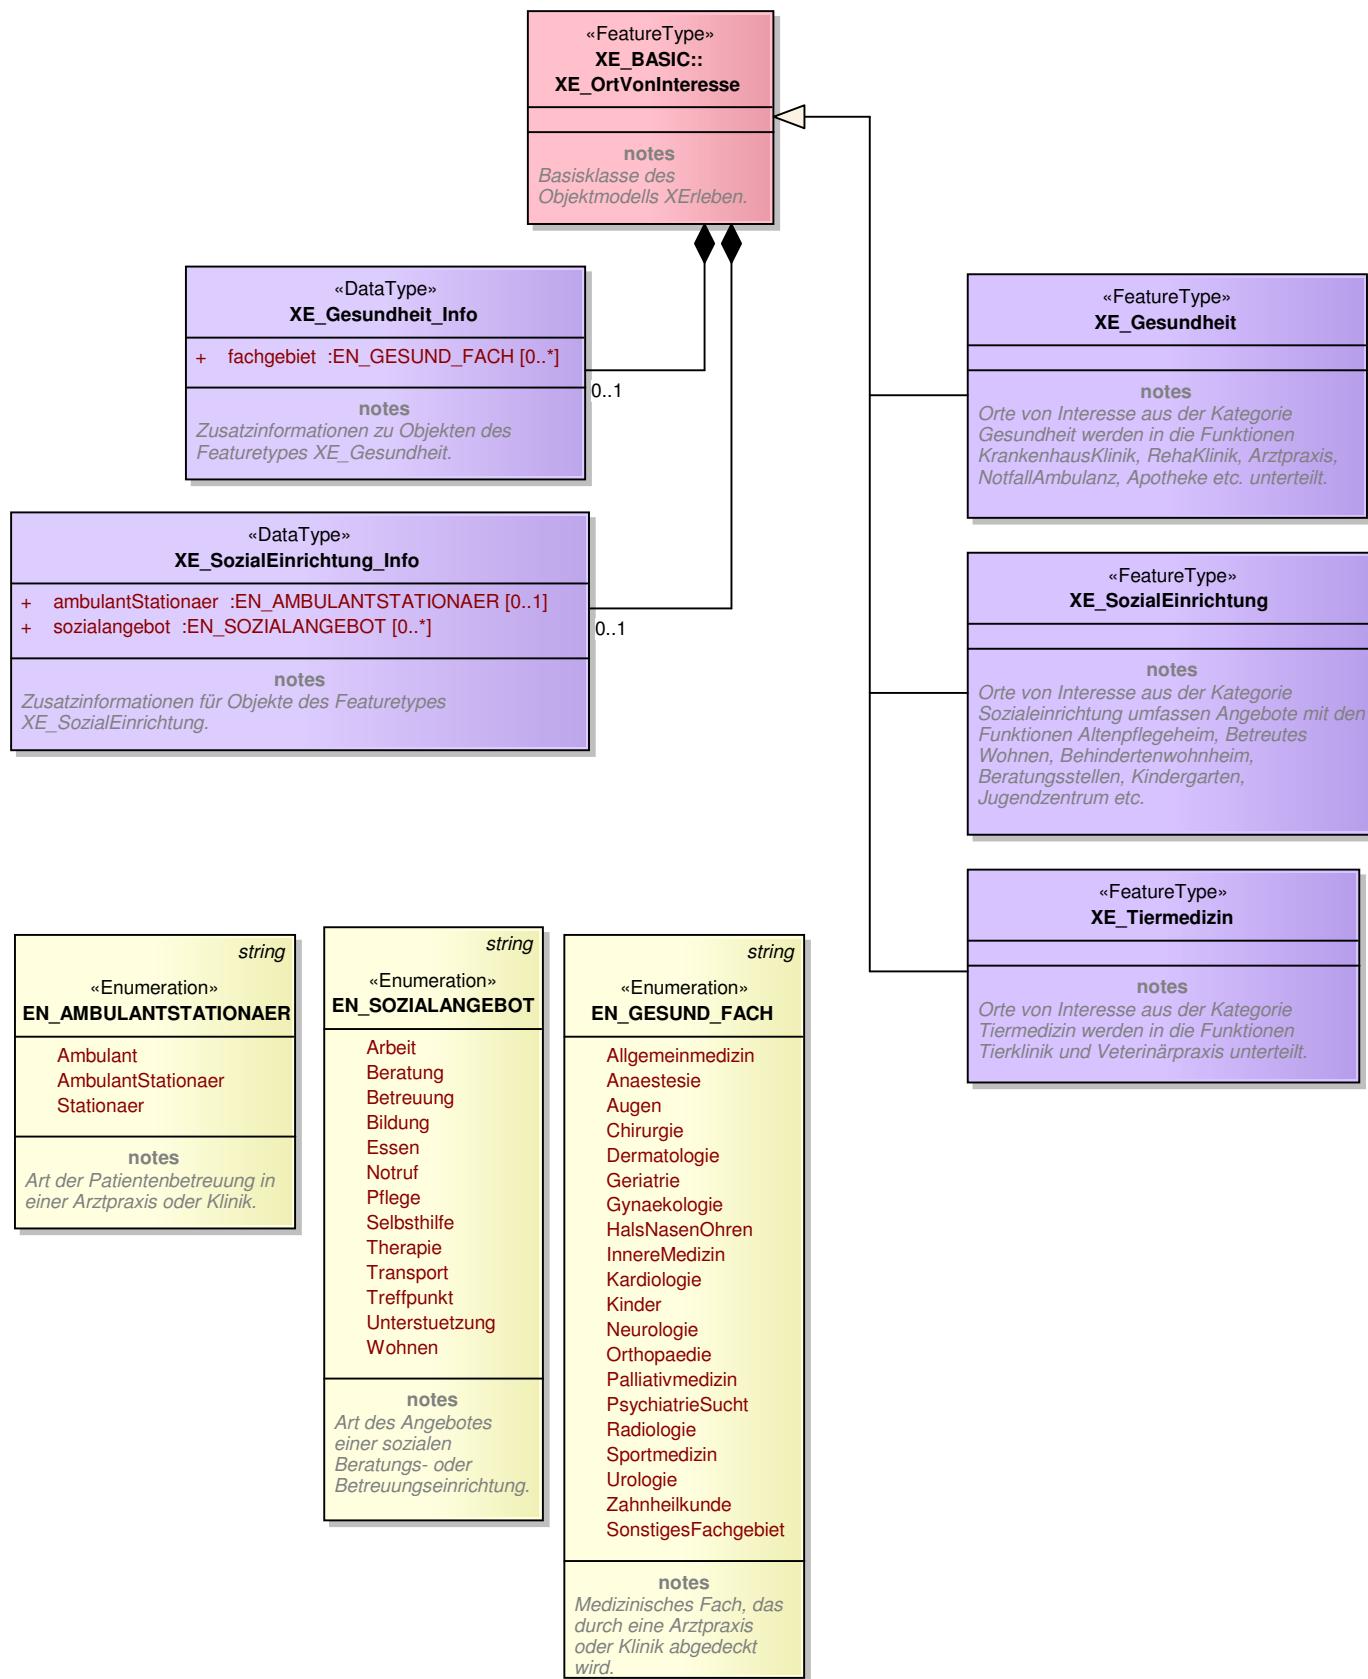 «FeatureType»
XE_BASIC::
XE_OrtVonInteresse
notes
Basisklasse des
Objektmodells XErleben.
«DataType»
XE_Gesundheit_Info
+ fachgebiet :EN_GESUND_FACH [0..*]
notes
Zusatzinformationen zu Objekten des
Featuretypes XE_Gesundheit.
0..1
«DataType»
XE_SozialEinrichtung_Info
+ ambulantStationaer :EN_AMBULANTSTATIONAER [0..1]
+ sozialangebot :EN_SOZIALANGEBOT [0..*]
notes
Zusatzinformationen für Objekte des Featuretypes
XE_SozialEinrichtung.
0..1
«FeatureType»
XE_Gesundheit
notes
Orte von Interesse aus der Kategorie
Gesundheit werden in die Funktionen
KrankenhausKlinik, RehaKlinik, Arztpraxis,
NotfallAmbulanz, Apotheke etc. unterteilt.
«FeatureType»
XE_SozialEinrichtung
notes
Orte von Interesse aus der Kategorie
Sozialeinrichtung umfassen Angebote mit den
Funktionen Altenpflegeheim, Betreutes
Wohnen, Behindertenwohnheim,
Beratungsstellen, Kindergarten,
Jugendzentrum etc.
«FeatureType»
XE_Tiermedizin
notes
Orte von Interesse aus der Kategorie
Tiermedizin werden in die Funktionen
Tierklinik und Veterinärpraxis unterteilt.
string
«Enumeration»
EN_AMBULANTSTATIONAER
Ambulant
AmbulantStationaer
Stationaer
notes
Art der Patientenbetreuung in
einer Arztpraxis oder Klinik.
string
«Enumeration»
EN_SOZIALANGEBOT
Arbeit
Beratung
Betreuung
Bildung
Essen
Notruf
Pflege
Selbsthilfe
Therapie
Transport
Treffpunkt
Unterstuetzung
Wohnen
notes
Art des Angebotes
einer sozialen
Beratungs- oder
Betreuungseinrichtung.
string
«Enumeration»
EN_GESUND_FACH
Allgemeinmedizin
Anaestesie
Augen
Chirurgie
Dermatologie
Geriatrie
Gynaekologie
HalsNasenOhren
InnereMedizin
Kardiologie
Kinder
Neurologie
Orthopaedie
Palliativmedizin
PsychiatrieSucht
Radiologie
Sportmedizin
Urologie
Zahnheilkunde
SonstigesFachgebiet
notes
Medizinisches Fach, das
durch eine Arztpraxis
oder Klinik abgedeckt
wird.